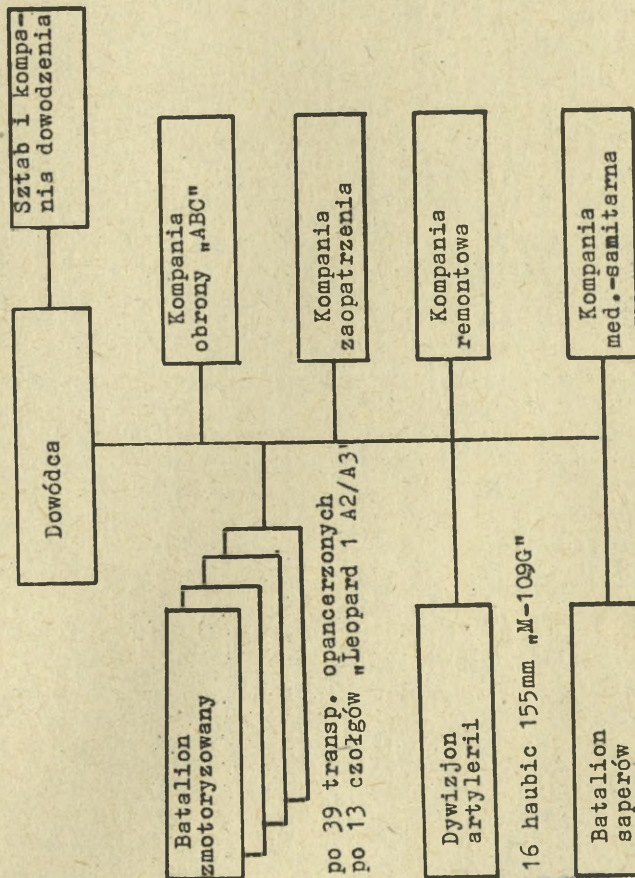 Sztab i kompa-
nia dowodzenia
Dowódca
Kompania
obrony „ABC"
Batalion
zmotoryzowany
po 39 transp. opancerzonych
po 13 czołgów „Leopard 1 A2/A3"
Kompania
zaopatrzenia
Dywizjon
artylerii
16 haubic 155mm „M-109G"
Kompania
remontowa
Batalion
saperów
Kompania
med.-sanitarna